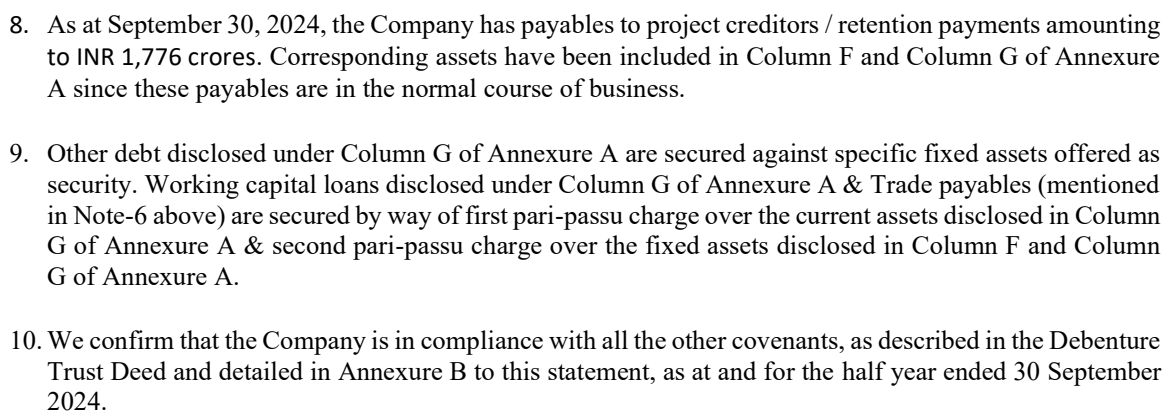 8. As at September 30, 2024, the Company has payables to project creditors / retention payments amounting
to INR 1,776 crores. Corresponding assets have been included in Column F and Column G of Annexure
A since these payables are in the normal course of business.
9. Other debt disclosed under Column G of Annexure A are secured against specific fixed assets offered as
security. Working capital loans disclosed under Column G of Annexure A & Trade payables (mentioned
in Note-6 above) are secured by way of first pari-passu charge over the current assets disclosed in Column
G of Annexure A & second pari-passu charge over the fixed assets disclosed in Column F and Column
G of Annexure A.
10. We confirm that the Company is in compliance with all the other covenants, as described in the Debenture
Trust Deed and detailed in Annexure B to this statement, as at and for the half year ended 30 September
2024.